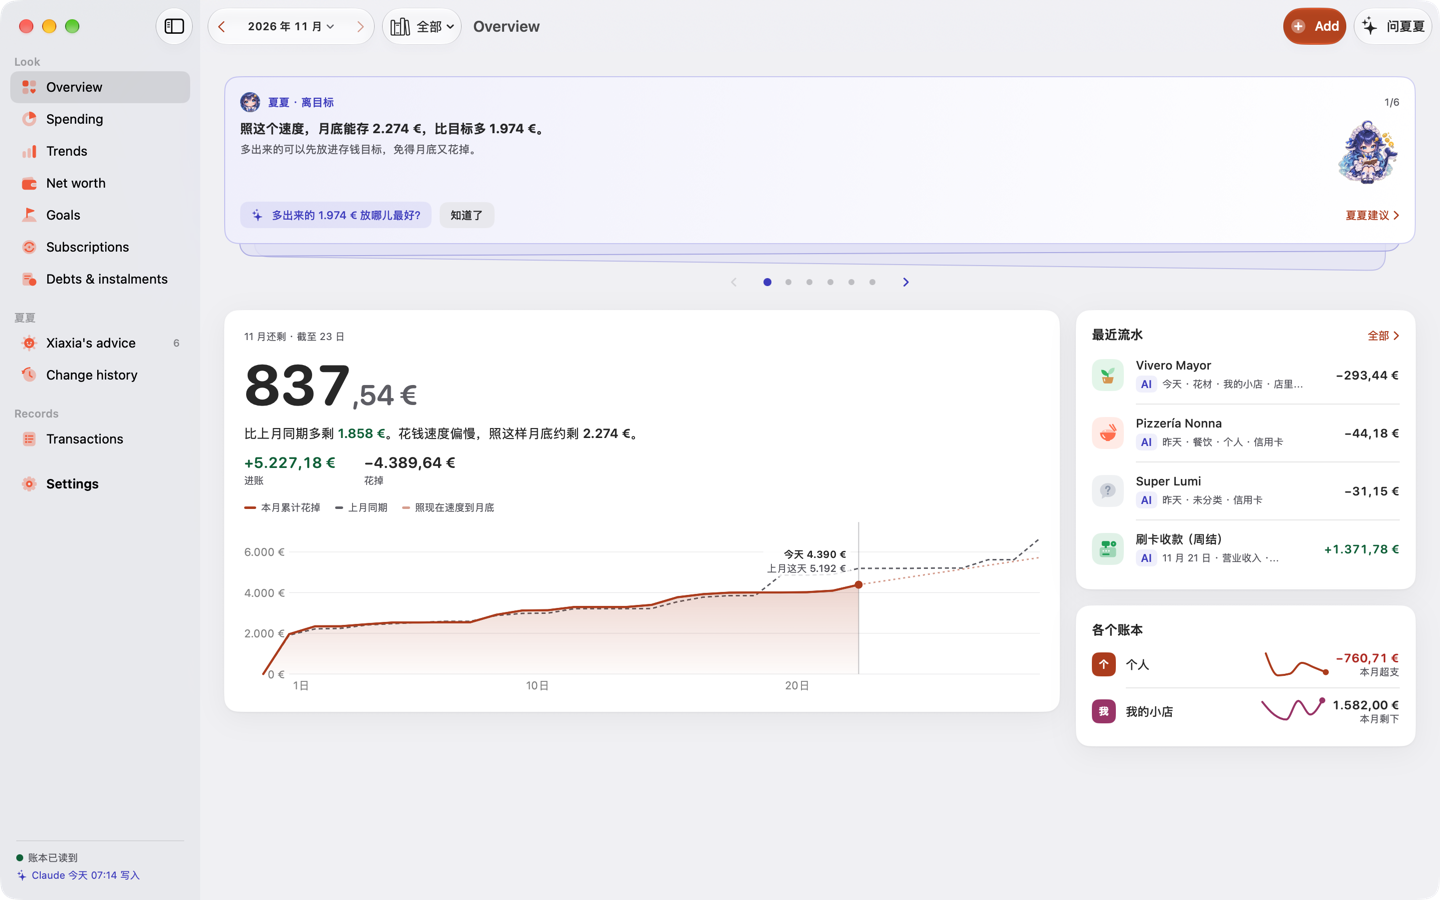 2026 年 11 月
全部
Overview
Add
问夏夏
Look
Overview
Spending
Trends
Net worth
Goals
Subscriptions
Debts & instalments
夏夏
Xiaxia's advice
6
Change history
Records
Transactions
Settings
账本已读到
Claude 今天 07:14 写入
夏夏 · 离目标
1/6
照这个速度，月底能存 2.274 €，比目标多 1.974 €。
多出来的可以先放进存钱目标，免得月底又花掉。
多出来的 1.974 € 放哪儿最好?
知道了
夏夏建议
11 月还剩 · 截至 23 日
837,54 €
比上月同期多剩 1.858 €。花钱速度偏慢，照这样月底约剩 2.274 €。
+5.227,18 €
−4.389,64 €
进账
花掉
本月累计花掉
上月同期
照现在速度到月底
6.000 €
4.000 €
2.000 €
0 €
今天 4.390 €
上月这天 5.192 €
1日
10日
20日
最近流水
全部
Vivero Mayor
AI 今天 · 花材 · 我的小店 · 店里...
−293,44 €
Pizzería Nonna
AI 昨天 · 餐饮 · 个人 · 信用卡
−44,18 €
Super Lumi
AI 昨天 · 未分类 · 信用卡
−31,15 €
刷卡收款（周结）
AI 11 月 21 日 · 营业收入 ·...
+1.371,78 €
各个账本
个
个人
−760,71 €
本月超支
我
我的小店
1.582,00 €
本月剩下